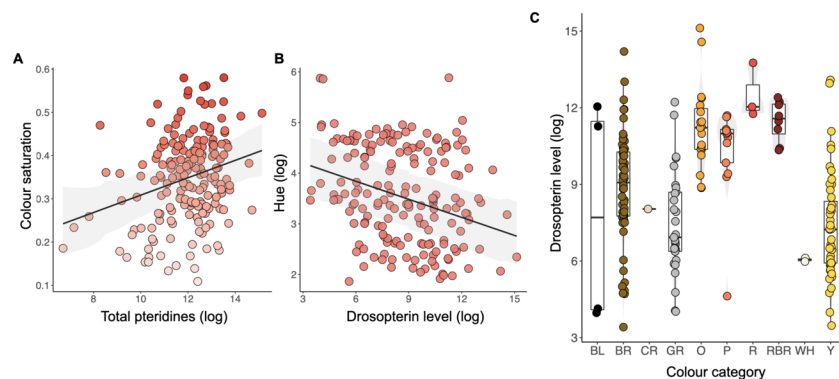 A
Colour saturation
0.6
0.5
0.4
0.3
0.2
0.1
8 10 12 14
Total pteridines (log)
B
Hue (log)
6
5
4
3
2
3 6 9 12 15
Drosopterin level (log)
C
Drosopterin level (log)
15
12
9
6
3
BL BR CR GR O P R RBR WH Y
Colour category